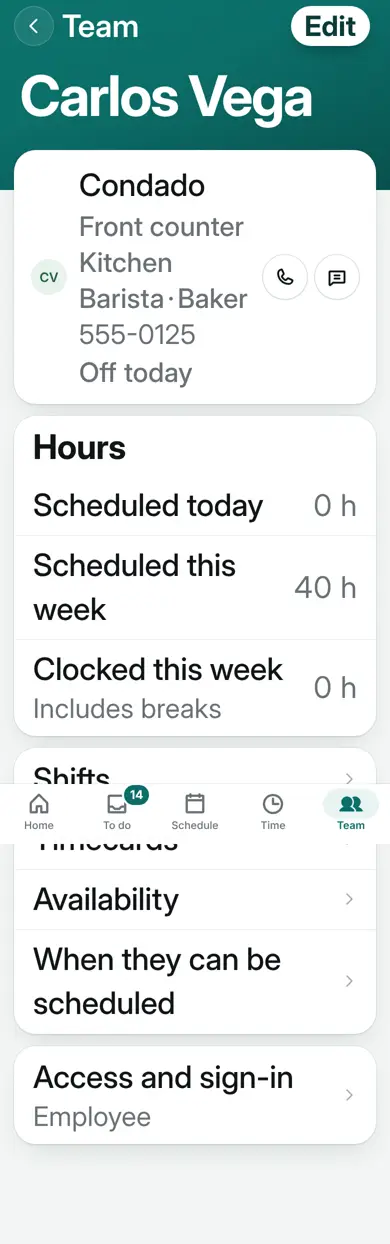 Team
Edit
Carlos Vega
CV
Condado
Front counter
Kitchen
Barista · Baker
555-0125
Off today
Hours
Scheduled today
0 h
Scheduled this
week
40 h
Clocked this week
Includes breaks
0 h
Shifts
Home
14
To do
Schedule
Time
Team
Timecards
Availability
When they can be
scheduled
Access and sign-in
Employee